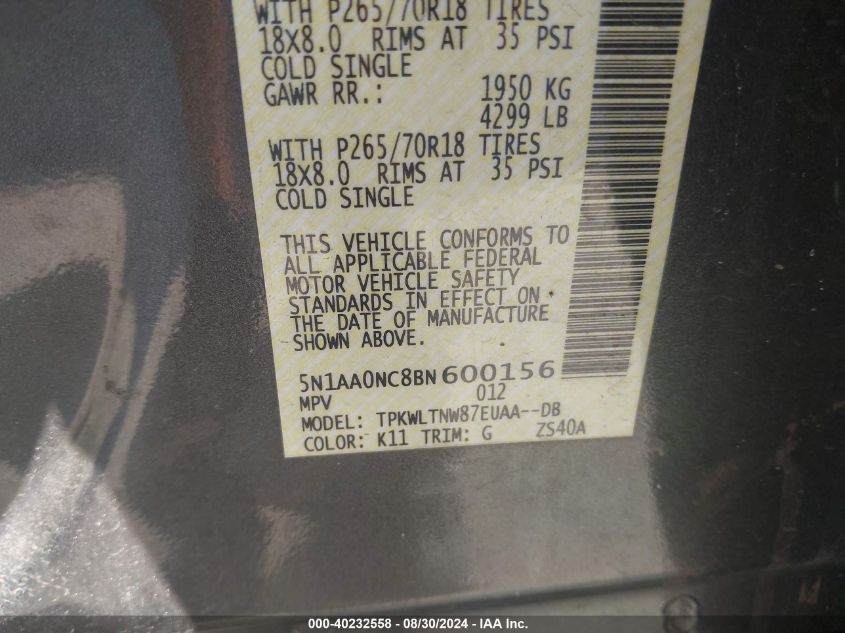 WITH P265/70R18 TIRES
18X8.0 RIMS AT 35 PSI
COLD SINGLE
GAWR RR.: 1950 KG
4299 LB
WITH P265/70R18 TIRES
18X8.0 RIMS AT 35 PSI
COLD SINGLE
THIS VEHICLE CONFORMS TO
ALL APPLICABLE FEDERAL
MOTOR VEHICLE SAFETY
STANDARDS IN EFFECT ON
THE DATE OF MANUFACTURE
SHOWN ABOVE.
5N1AA0NC8BN600156
MPV 012
MODEL: TPKWLTNW87EUAA--DB
COLOR: K11 TRIM: G ZS40A
000-40232558 - 08/30/2024 - IAA Inc.